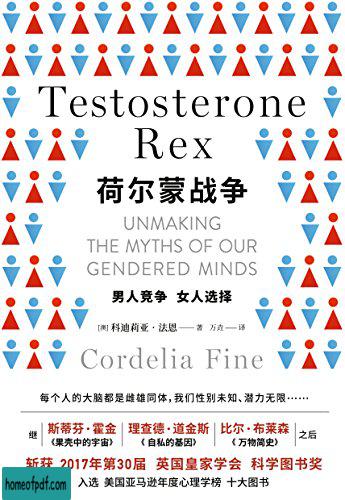 Testosterone
Rex
荷尔蒙战争
UNMAKING
THE MYTHS OF OUR
GENDERED MINDS
男人竞争 女人选择
[澳] 科迪莉亚·法恩 著 万垚 译
Cordelia Fine
每个人的大脑都是雌雄同体,我们性别未知、潜力无限……
继 斯蒂芬·霍金 《果壳中的宇宙》 理查德·道金斯 《自私的基因》 比尔·布莱森 《万物简史》 之后
斩获 2017年第30届 英国皇家学会 科学图书奖
入选 美国亚马逊年度心理学榜 十大图书
homeofpdf.com